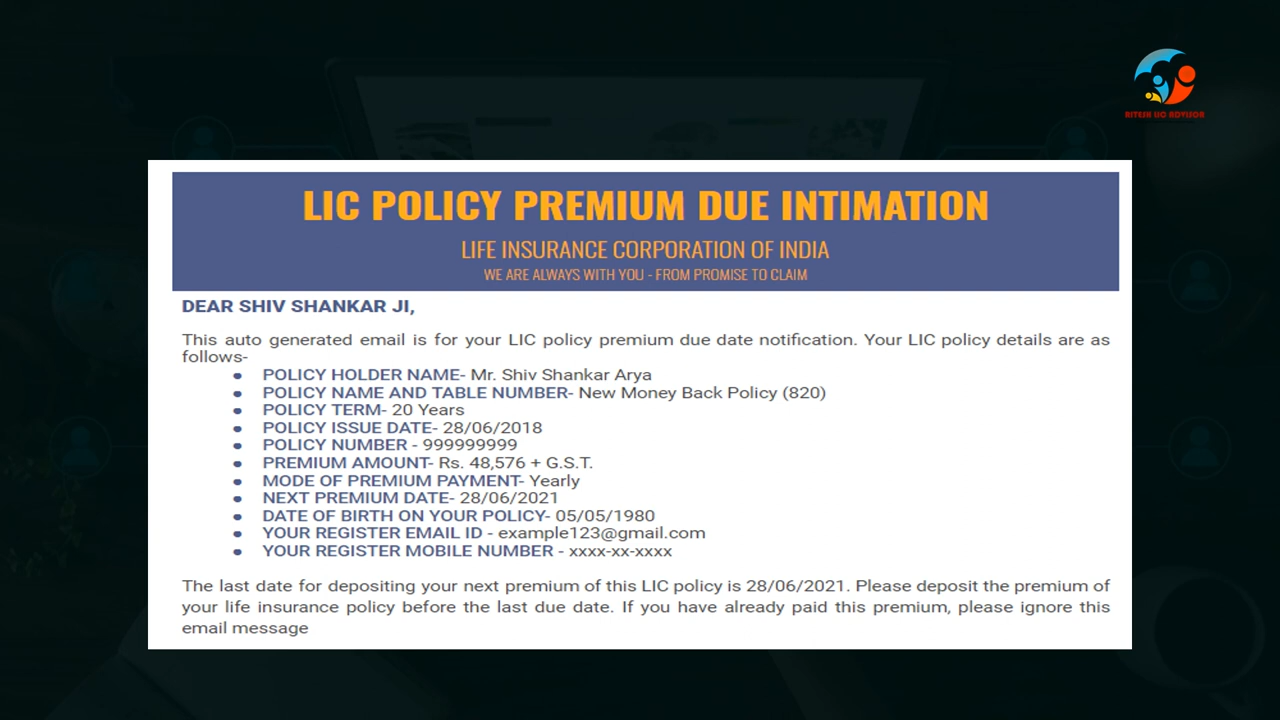 RITESH LIC ADVISOR
LIC POLICY PREMIUM DUE INTIMATION
LIFE INSURANCE CORPORATION OF INDIA
WE ARE ALWAYS WITH YOU - FROM PROMISE TO CLAIM
DEAR SHIV SHANKAR JI,
This auto generated email is for your LIC policy premium due date notification. Your LIC policy details are as
follows-
POLICY HOLDER NAME- Mr. Shiv Shankar Arya
POLICY NAME AND TABLE NUMBER- New Money Back Policy (820)
POLICY TERM- 20 Years
POLICY ISSUE DATE- 28/06/2018
POLICY NUMBER - 999999999
PREMIUM AMOUNT- Rs. 48,576 + G.S.T.
MODE OF PREMIUM PAYMENT- Yearly
NEXT PREMIUM DATE- 28/06/2021
DATE OF BIRTH ON YOUR POLICY- 05/05/1980
YOUR REGISTER EMAIL ID - example123@gmail.com
YOUR REGISTER MOBILE NUMBER - xxxx-xx-xxxx
The last date for depositing your next premium of this LIC policy is 28/06/2021. Please deposit the premium of
your life insurance policy before the last due date. If you have already paid this premium, please ignore this
email message